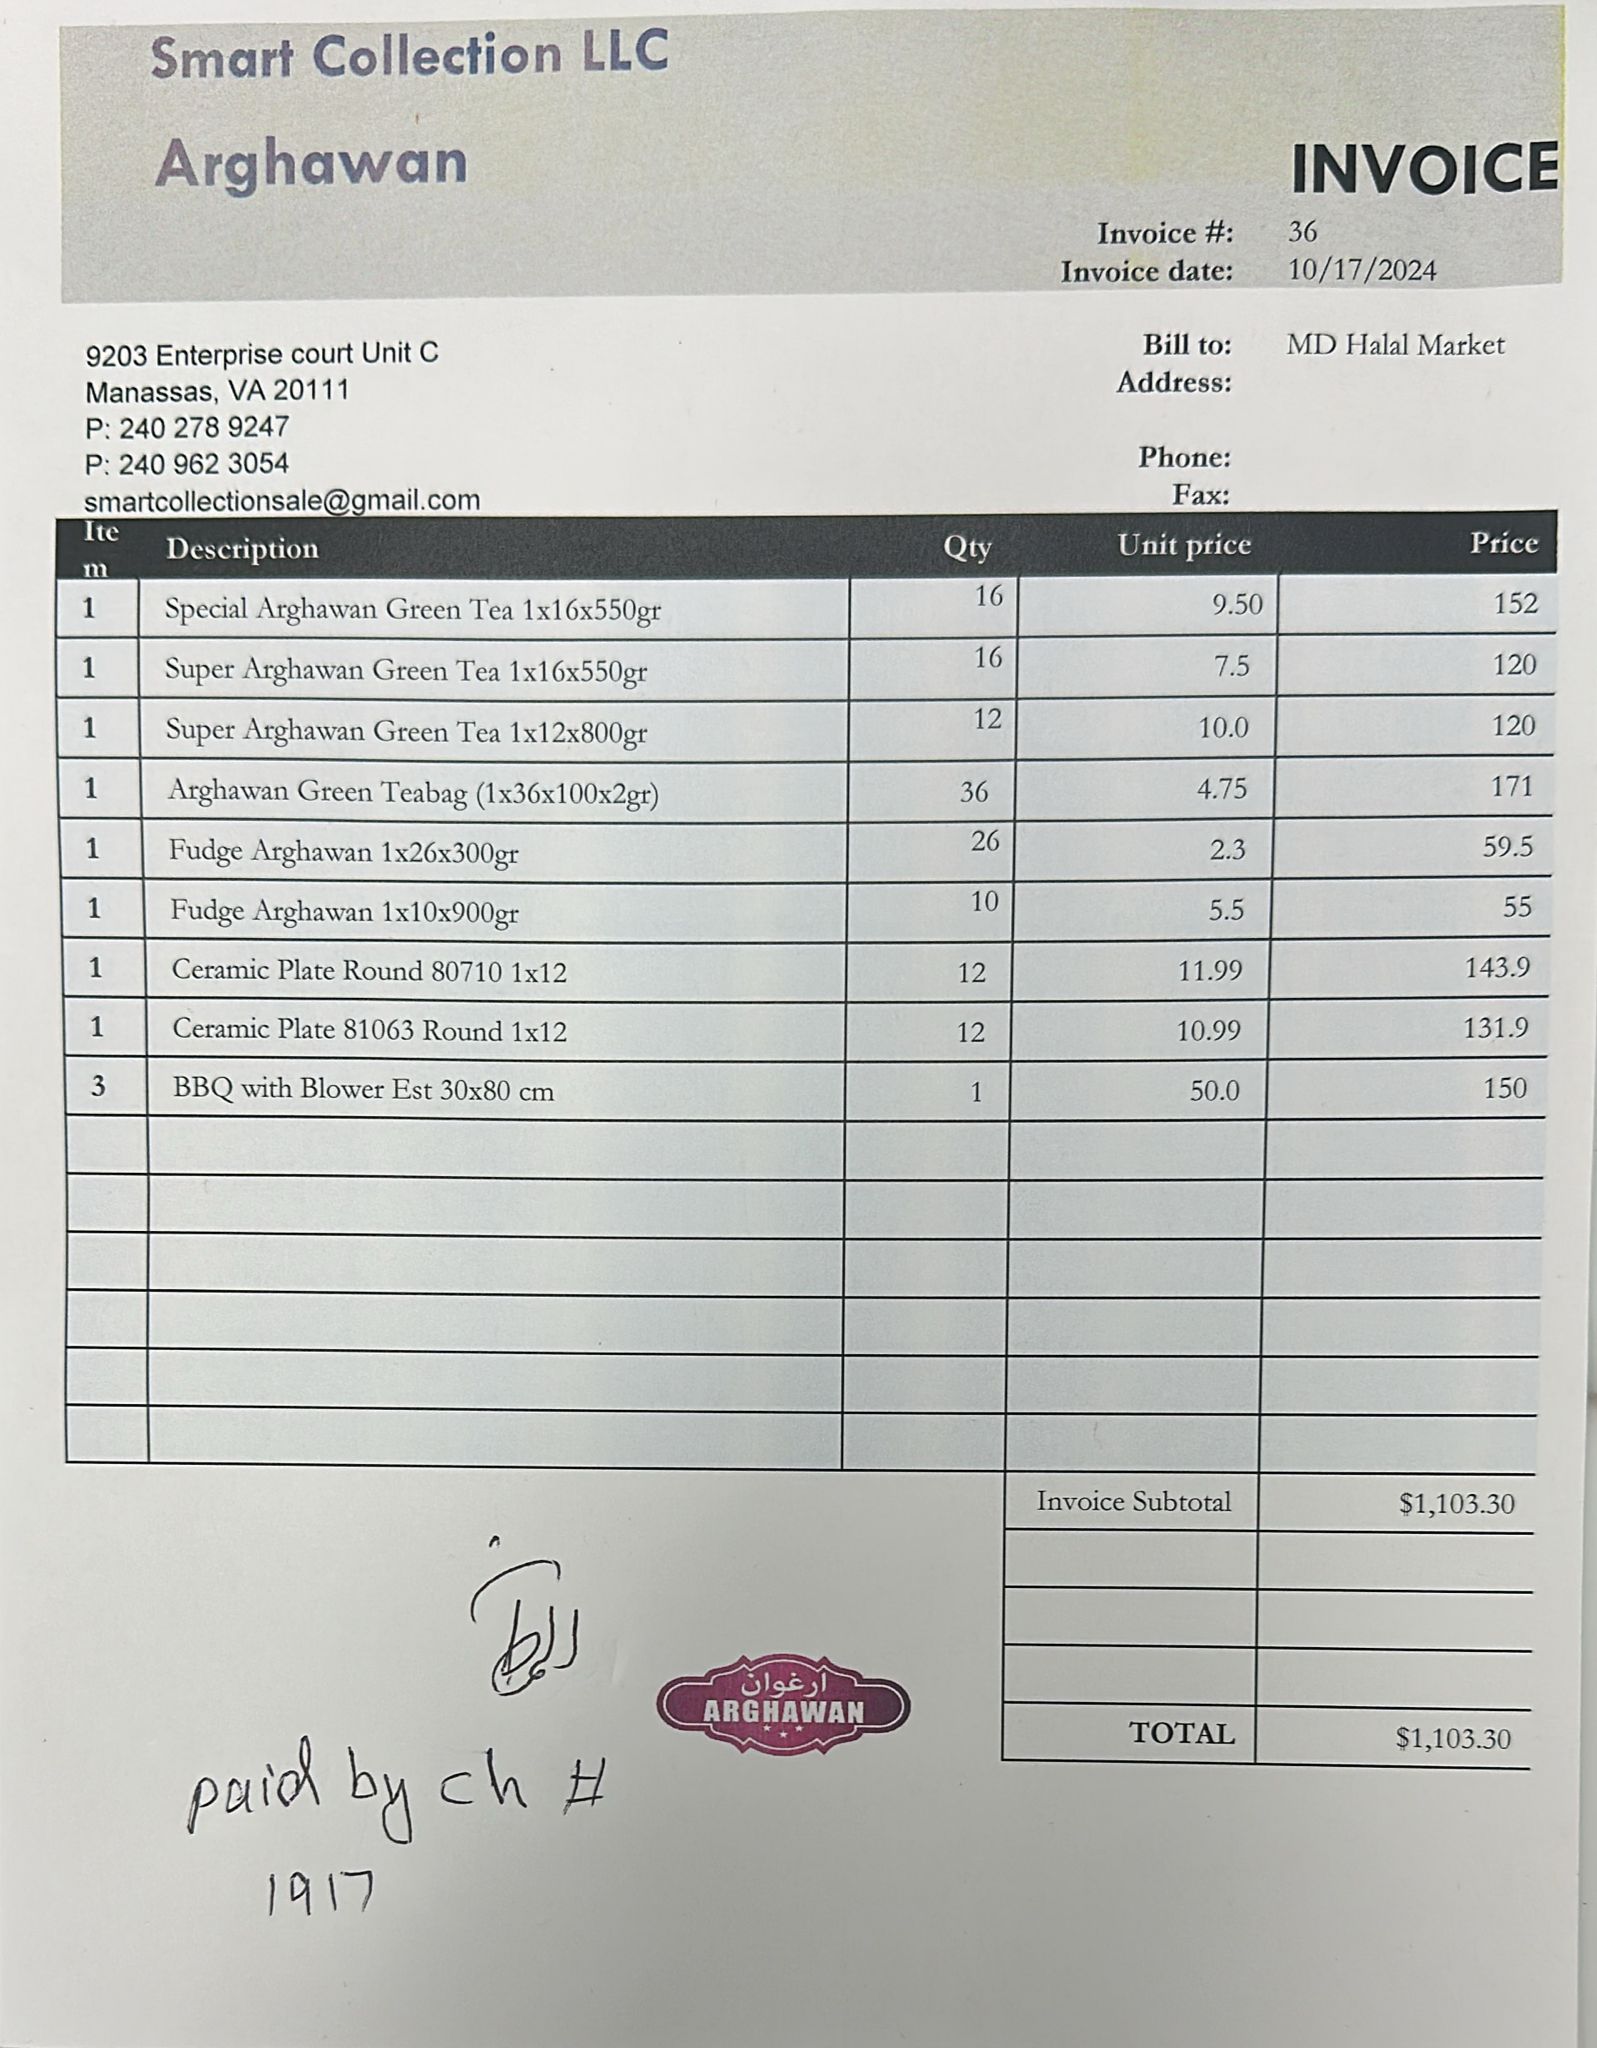 Smart Collection LLC
Arghawan
INVOICE
Invoice #: 36
Invoice date: 10/17/2024
9203 Enterprise court Unit C
Manassas, VA 20111
P: 240 278 9247
P: 240 962 3054
smartcollectionsale@gmail.com
Bill to: MD Halal Market
Address:
Phone:
Fax:
Item Description Qty Unit price Price
1 Special Arghawan Green Tea 1x16x550gr 16 9.50 152
1 Super Arghawan Green Tea 1x16x550gr 16 7.5 120
1 Super Arghawan Green Tea 1x12x800gr 12 10.0 120
1 Arghawan Green Teabag (1x36x100x2gr) 36 4.75 171
1 Fudge Arghawan 1x26x300gr 26 2.3 59.5
1 Fudge Arghawan 1x10x900gr 10 5.5 55
1 Ceramic Plate Round 80710 1x12 12 11.99 143.9
1 Ceramic Plate 81063 Round 1x12 12 10.99 131.9
3 BBQ with Blower Est 30x80 cm 1 50.0 150
Invoice Subtotal $1,103.30
TOTAL $1,103.30
ارغوان
ARGHAWAN
paid by ch #
1917